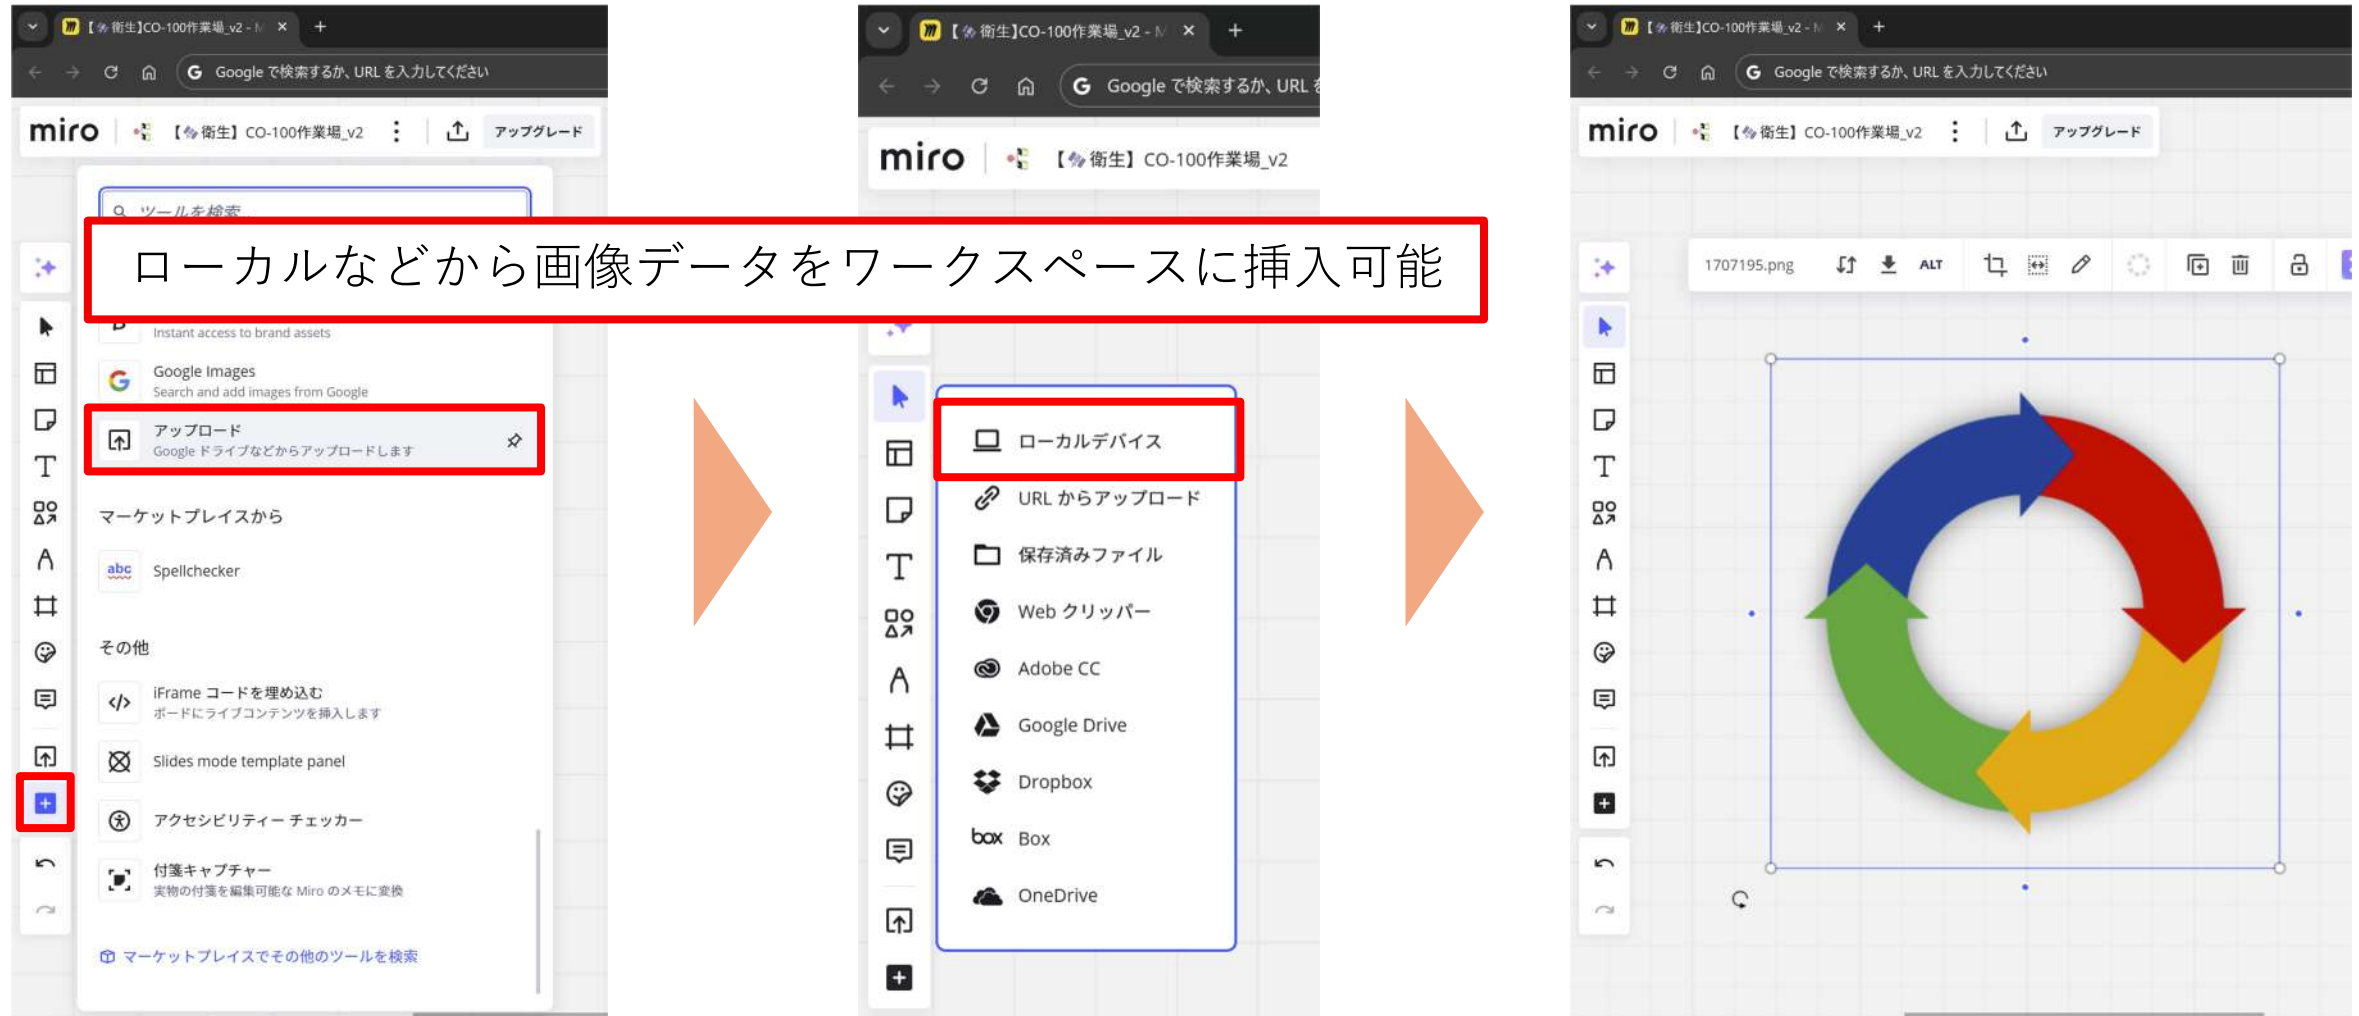 【衛生】CO-100作業場_v2 - M
Google で検索するか、URL を入力してください
miro
【衛生】CO-100作業場_v2
アップグレード
ツールを検索
Instant access to brand assets
Google Images
Search and add images from Google
アップロード
Google ドライブなどからアップロードします
マーケットプレイスから
abc
Spellchecker
その他
iFrame コードを埋め込む
ボードにライブコンテンツを挿入します
Slides mode template panel
アクセシビリティー チェッカー
付箋キャプチャー
実物の付箋を編集可能な Miro のメモに変換
マーケットプレイスでその他のツールを検索
ローカルなどから画像データをワークスペースに挿入可能
【衛生】CO-100作業場_v2 - M
Google で検索するか、URL を
miro
【衛生】CO-100作業場_v2
ローカルデバイス
URL からアップロード
保存済みファイル
Web クリッパー
Adobe CC
Google Drive
Dropbox
box Box
OneDrive
【衛生】CO-100作業場_v2 - M
Google で検索するか、URL を入力してください
miro
【衛生】CO-100作業場_v2
アップグレード
1707195.png
ALT